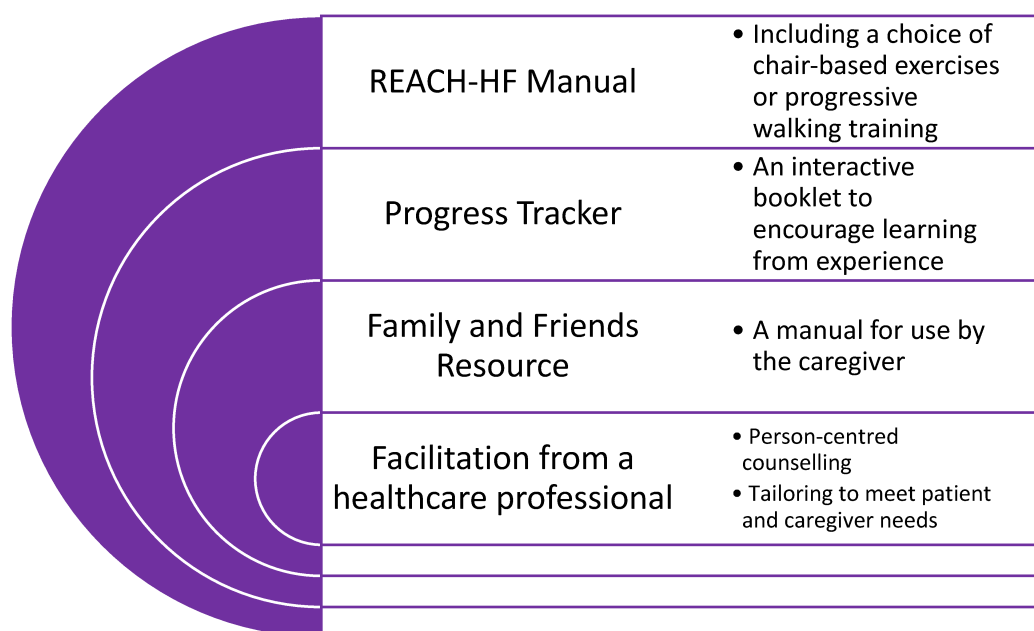 REACH-HF Manual
• Including a choice of
chair-based exercises
or progressive
walking training
Progress Tracker
• An interactive
booklet to
encourage learning
from experience
Family and Friends
Resource
• A manual for use by
the caregiver
Facilitation from a
healthcare professional
• Person-centred
counselling
• Tailoring to meet patient
and caregiver needs